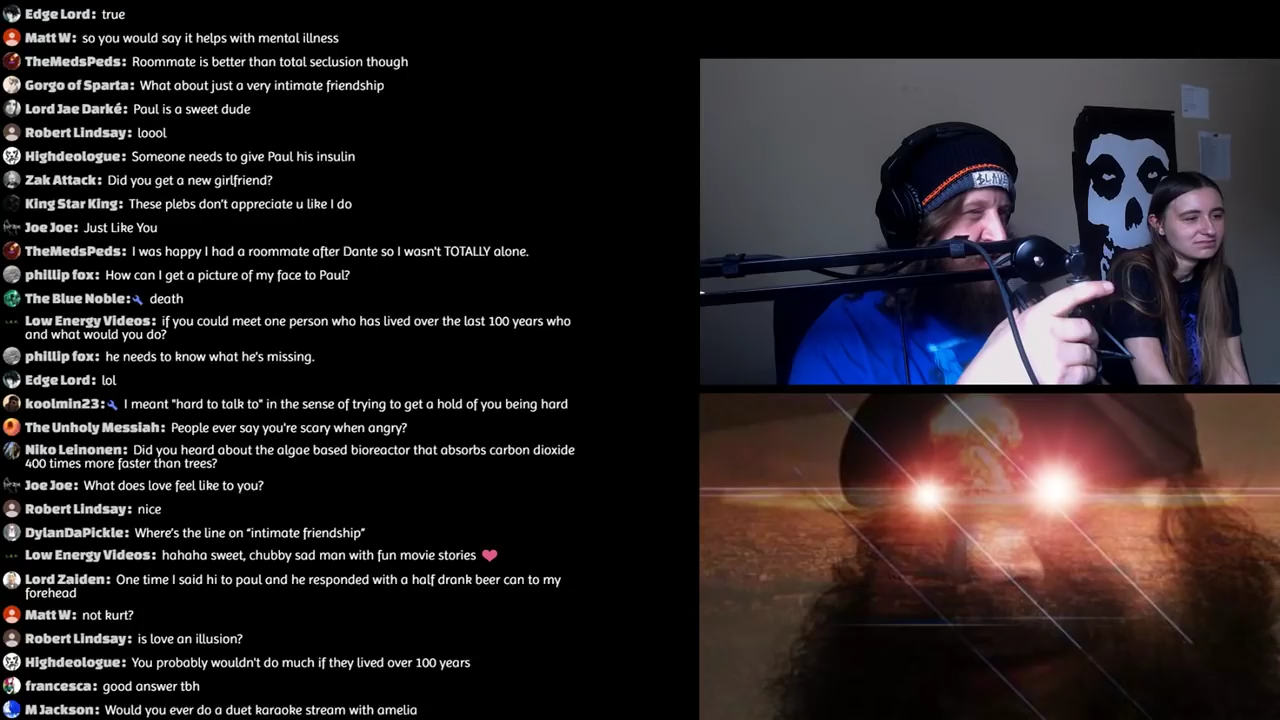 Edge Lord: true
Matt W: so you would say it helps with mental illness
TheMedsPeds: Roommate is better than total seclusion though
Gorgo of Sparta: What about just a very intimate friendship
Lord Jae Darké: Paul is a sweet dude
Robert Lindsay: loool
Highdeologue: Someone needs to give Paul his insulin
Zak Attack: Did you get a new girlfriend?
King Star King: These plebs don't appreciate u like I do
Joe Joe: Just Like You
TheMedsPeds: I was happy I had a roommate after Dante so I wasn't TOTALLY alone.
phillip fox: How can I get a picture of my face to Paul?
The Blue Noble: death
Low Energy Videos: if you could meet one person who has lived over the last 100 years who
and what would you do?
phillip fox: he needs to know what he's missing.
Edge Lord: lol
koolmin23: I meant "hard to talk to" in the sense of trying to get a hold of you being hard
The Unholy Messiah: People ever say you're scary when angry?
Niko Leinonen: Did you heard about the algae based bioreactor that absorbs carbon dioxide
400 times more faster than trees?
Joe Joe: What does love feel like to you?
Robert Lindsay: nice
DylanDaPickle: Where's the line on “intimate friendship”
Low Energy Videos: hahaha sweet, chubby sad man with fun movie stories
Lord Zaiden: One time I said hi to paul and he responded with a half drank beer can to my
forehead
Matt W: not kurt?
Robert Lindsay: is love an illusion?
Highdeologue: You probably wouldn't do much if they lived over 100 years
francesca: good answer tbh
M Jackson: Would you ever do a duet karaoke stream with amelia